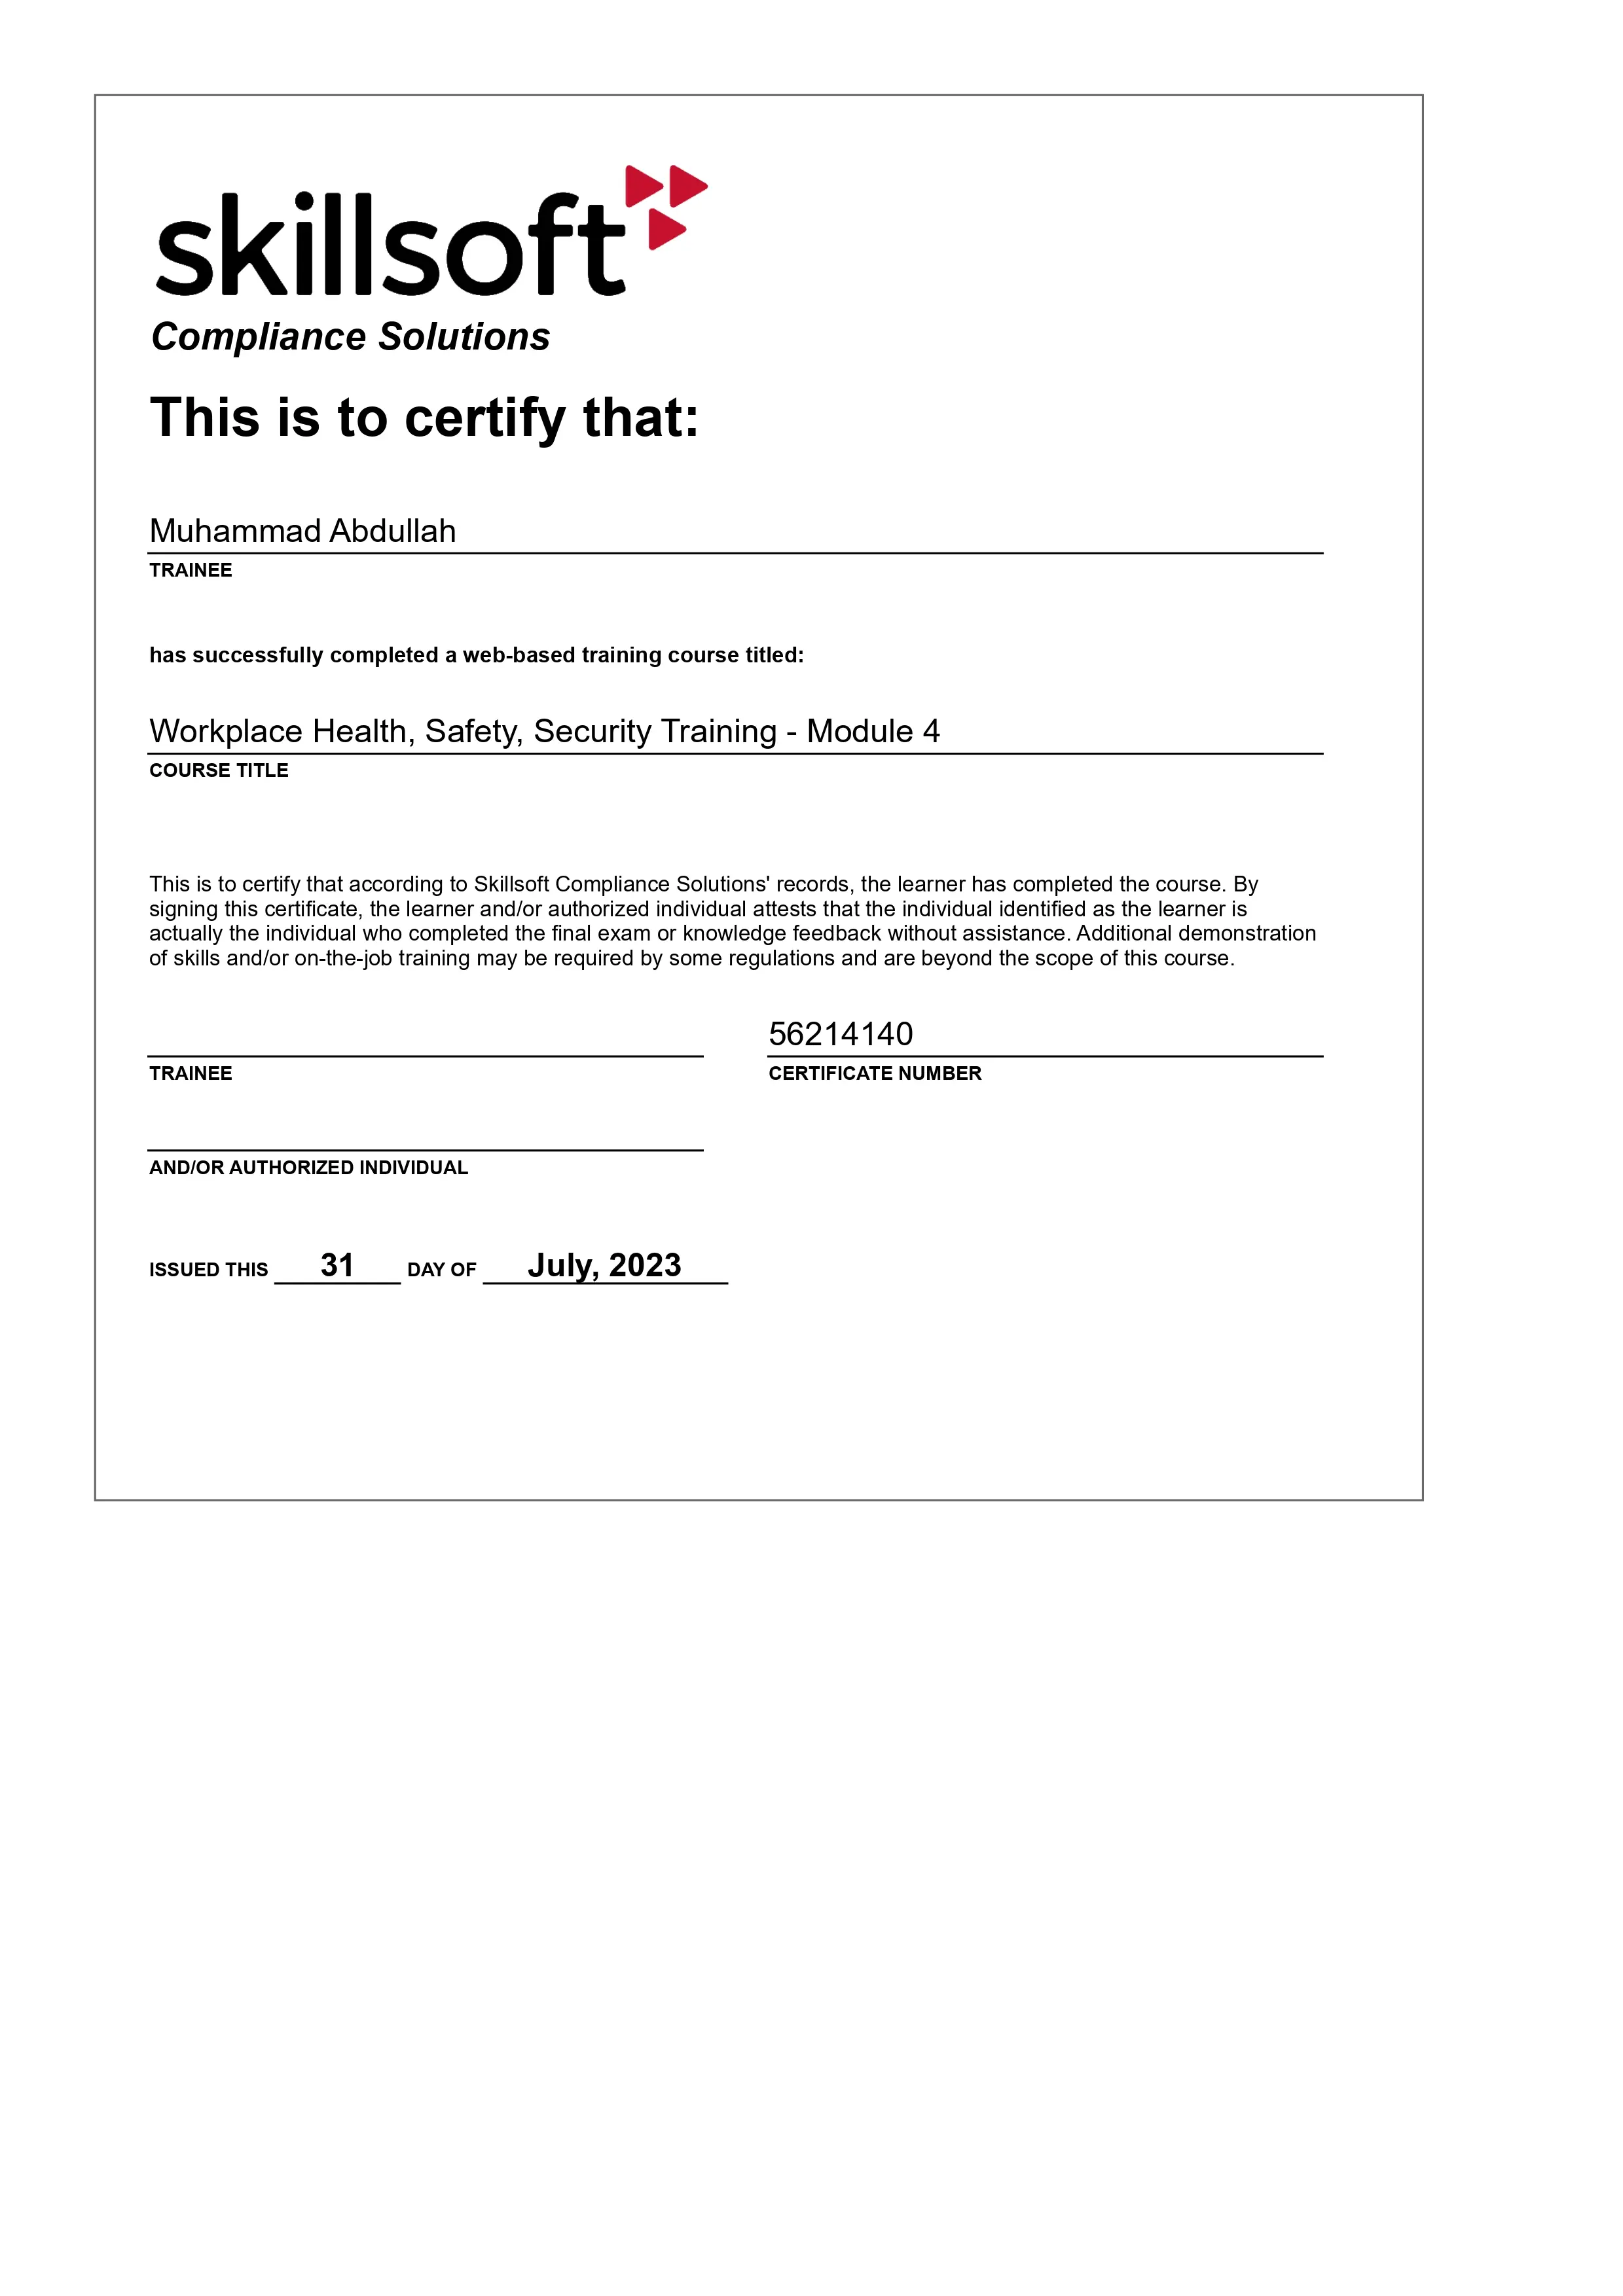 skillsoft
Compliance Solutions
This is to certify that:
Muhammad Abdullah
TRAINEE
has successfully completed a web-based training course titled:
Workplace Health, Safety, Security Training - Module 4
COURSE TITLE
This is to certify that according to Skillsoft Compliance Solutions' records, the learner has completed the course. By
signing this certificate, the learner and/or authorized individual attests that the individual identified as the learner is
actually the individual who completed the final exam or knowledge feedback without assistance. Additional demonstration
of skills and/or on-the-job training may be required by some regulations and are beyond the scope of this course.
56214140
TRAINEE CERTIFICATE NUMBER
AND/OR AUTHORIZED INDIVIDUAL
ISSUED THIS 31 DAY OF July, 2023